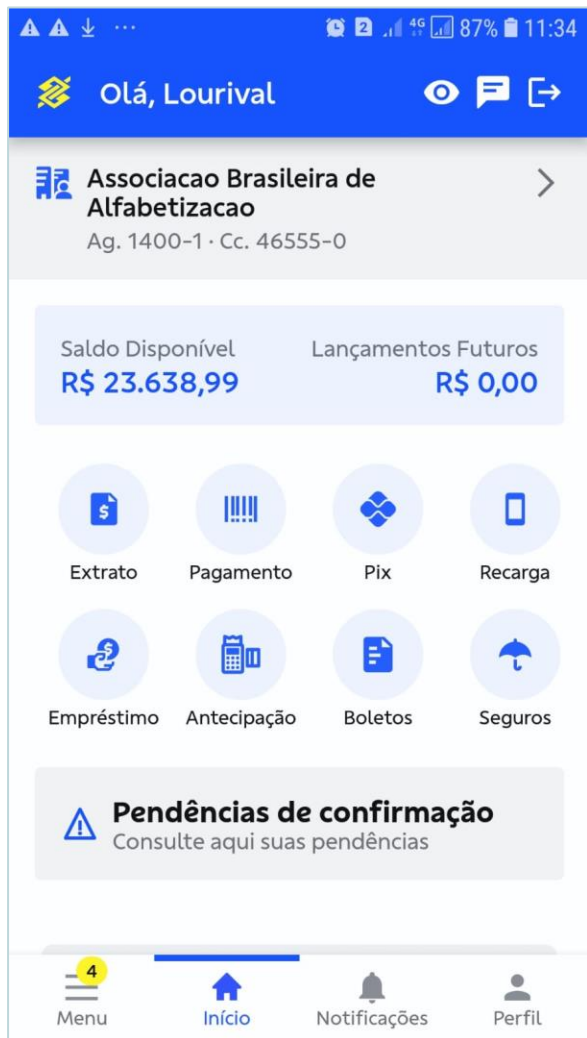 2 4G 87% 11:34
Olá, Lourival
Associacao Brasileira de
Alfabetizacao
Ag. 1400-1 · Cc. 46555-0
Saldo Disponível Lançamentos Futuros
R$ 23.638,99 R$ 0,00
Extrato Pagamento Pix Recarga
Empréstimo Antecipação Boletos Seguros
Pendências de confirmação
Consulte aqui suas pendências
4
Menu Início Notificações Perfil